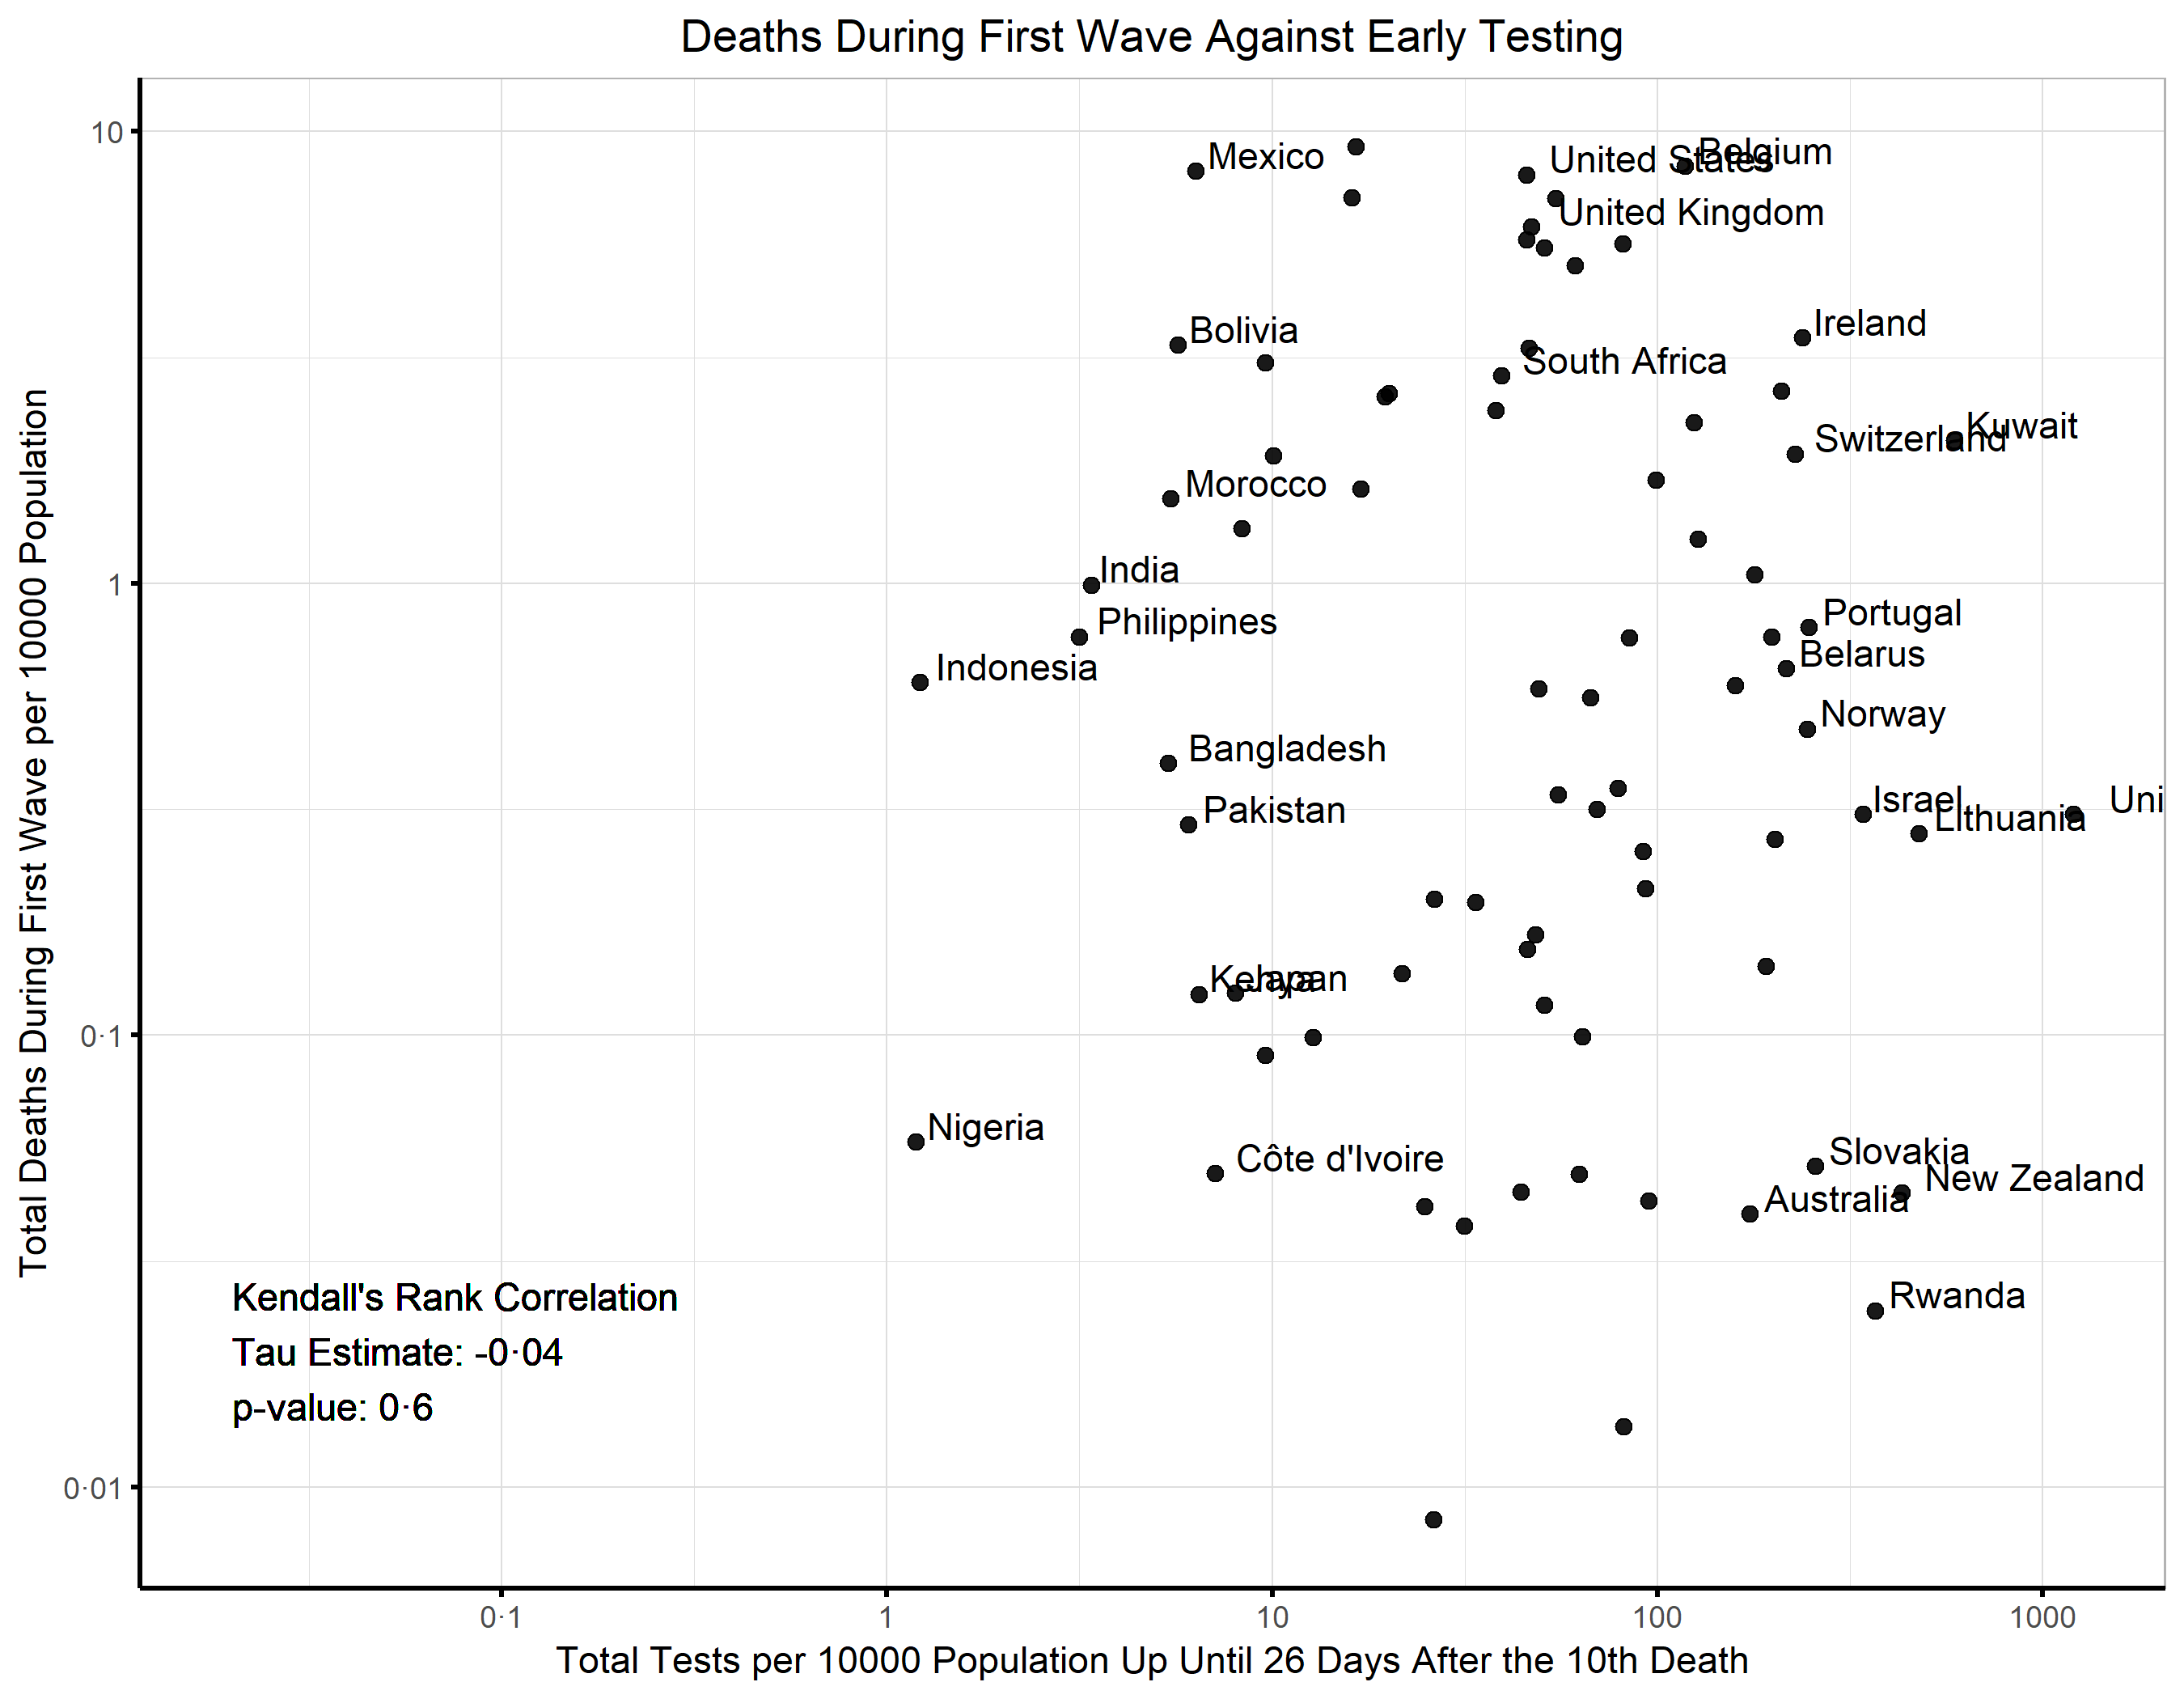 Deaths During First Wave Against Early Testing
Total Deaths During First Wave per 10000 Population
10
1
0·1
0·01
Mexico
United States
Belgium
United Kingdom
Bolivia
Ireland
South Africa
Kuwait
Switzerland
Morocco
India
Philippines
Portugal
Indonesia
Belarus
Norway
Bangladesh
Pakistan
Israel
Uni
Lithuania
Kenya
Japan
Nigeria
Côte d'Ivoire
Slovakia
New Zealand
Australia
Rwanda
Kendall's Rank Correlation
Tau Estimate: -0·04
p-value: 0·6
0·1
1
10
100
1000
Total Tests per 10000 Population Up Until 26 Days After the 10th Death